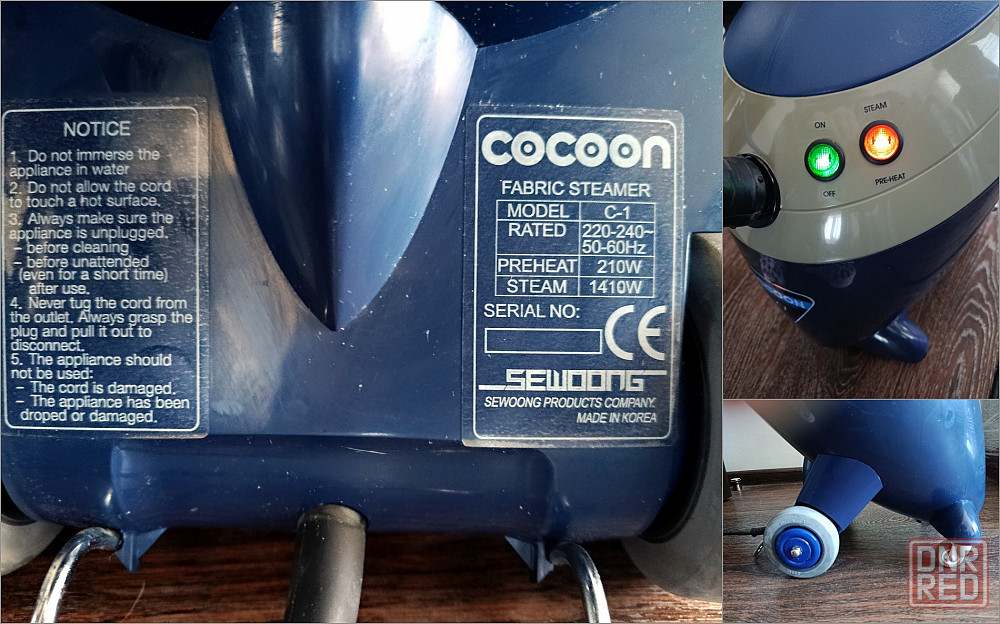 NOTICE
1. Do not immerse the
appliance in water
2. Do not allow the cord
to touch a hot surface.
3. Always make sure the
appliance is unplugged.
– before cleaning
– before unattended
(even for a short time)
after use.
4. Never tug the cord from
the outlet. Always grasp the
plug and pull it out to
disconnect.
5. The appliance should
not be used:
– The cord is damaged.
– The appliance has been
droped or damaged.
COCOON
FABRIC STEAMER
MODEL C-1
RATED 220-240~
50-60Hz
PREHEAT 210W
STEAM 1410W
SERIAL NO:
CE
SEWOONG
SEWOONG PRODUCTS COMPANY.
MADE IN KOREA
STEAM
ON
OFF
PRE-HEAT
COCOON
DNR
RED